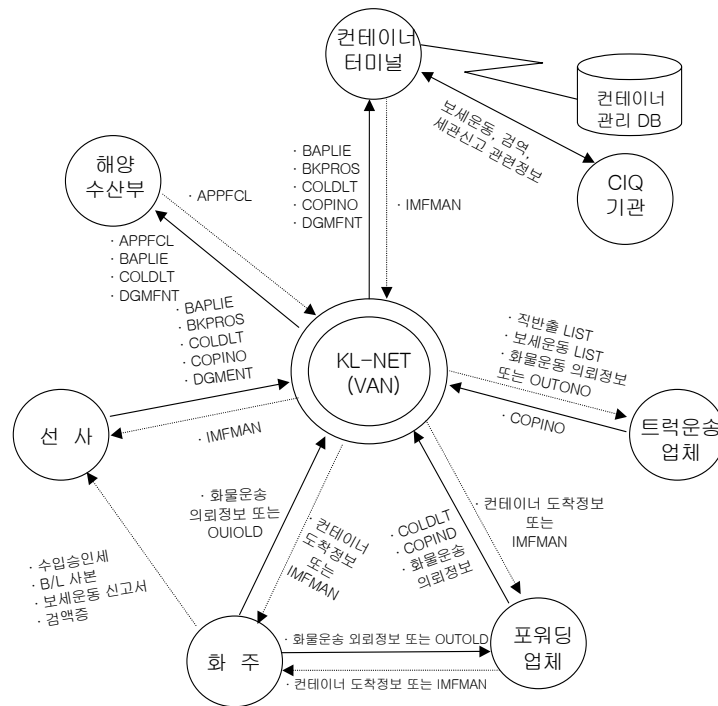 컨테이너
터미널
컨테이너
관리 DB
보세운동, 검역,
세관신고 관련정보
CIQ
기관
해양
수산부
· APPFCL
· BAPLIE
· BKPROS
· COLDLT
· COPINO
· DGMFNT
· IMFMAN
· APPFCL
· BAPLIE
· COLDLT
· DGMFNT
· BAPLIE
· BKPROS
· COLDLT
· COPINO
· DGMENT
KL-NET
(VAN)
· 직반출 LIST
· 보세운동 LIST
· 화물운동 의뢰정보
또는 OUTONO
· COPINO
트럭운송
업체
선 사
· IMFMAN
· 화물운송
의뢰정보 또는
OUIOLD
· 컨테이너
도착정보
또는
IMFMAN
· COLDLT
· COPIND
· 화물운송
의뢰정보
· 컨테이너 도착정보
또는
IMFMAN
· 수입승인세
· B/L 사본
· 보세운동 신고서
· 검액증
화 주
· 화물운송 외뢰정보 또는 OUTOLD
· 컨테이너 도착정보 또는 IMFMAN
포워딩
업체